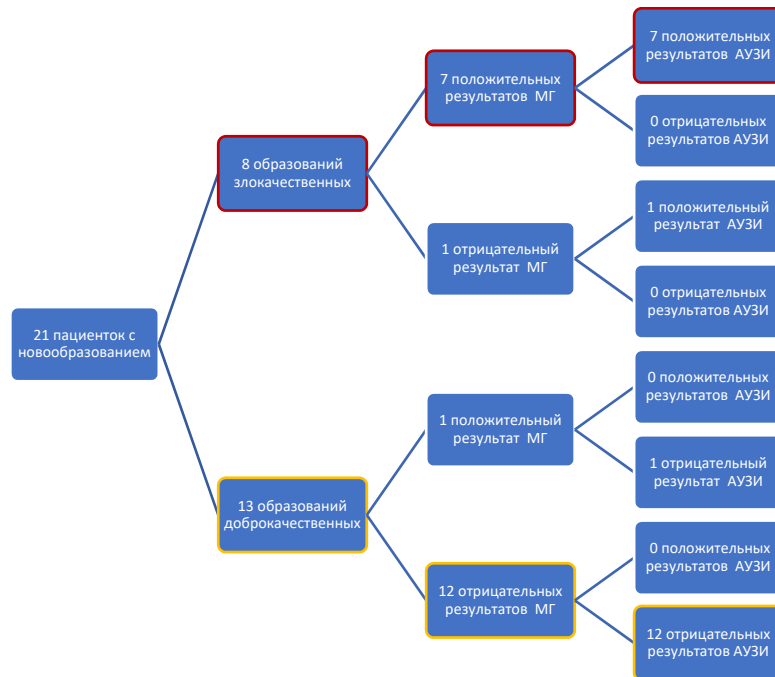 21 пациенток с
новообразованием
8 образований
злокачественных
7 положительных
результатов МГ
7 положительных
результатов АУЗИ
0 отрицательных
результатов АУЗИ
1 отрицательный
результат МГ
1 положительный
результат АУЗИ
0 отрицательных
результатов АУЗИ
13 образований
доброкачественных
1 положительный
результат МГ
0 положительных
результатов АУЗИ
1 отрицательный
результат АУЗИ
12 отрицательных
результатов МГ
0 положительных
результатов АУЗИ
12 отрицательных
результатов АУЗИ